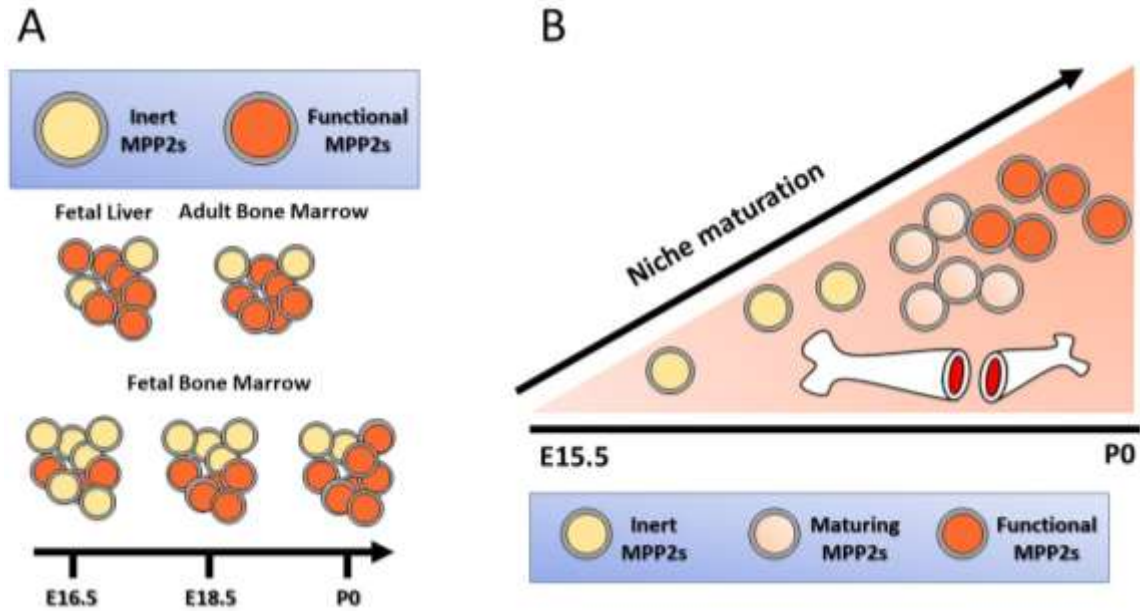 A
Inert
MPP2s
Functional
MPP2s
Fetal Liver
Adult Bone Marrow
Fetal Bone Marrow
E16.5
E18.5
P0
B
Niche maturation
E15.5
P0
Inert
MPP2s
Maturing
MPP2s
Functional
MPP2s